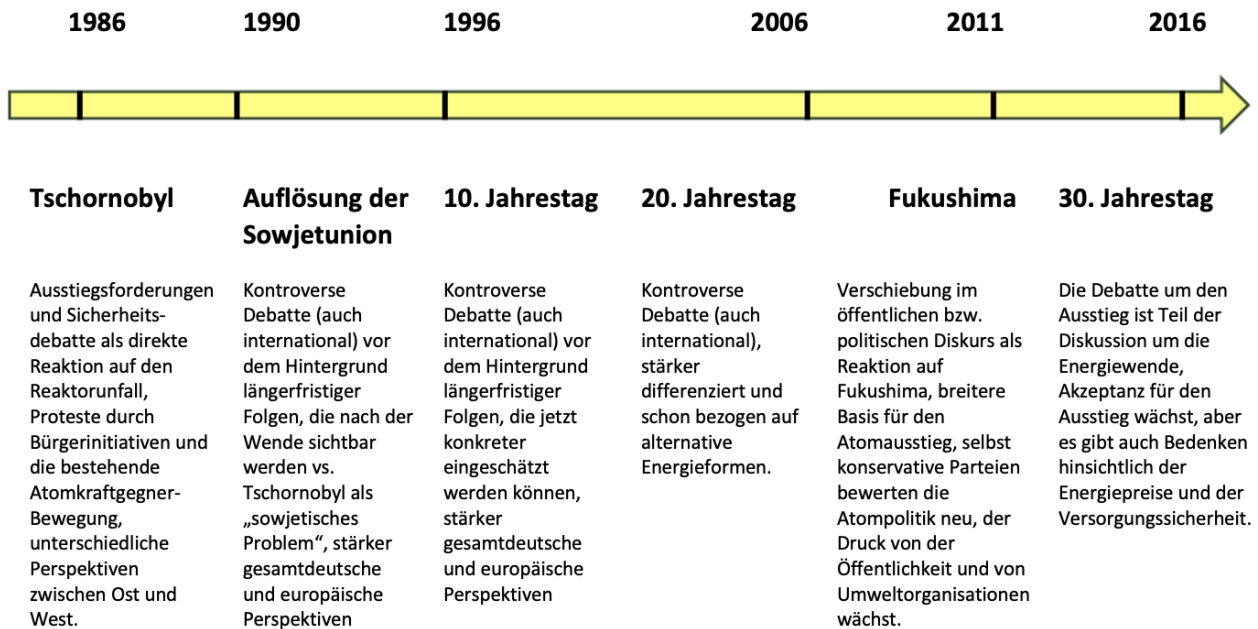 1986
1990
1996
2006
2011
2016
Tschornobyl
Auflösung der
Sowjetunion
10. Jahrestag
20. Jahrestag
Fukushima
30. Jahrestag
Ausstiegsforderungen
und Sicherheits-
debatte als direkte
Reaktion auf den
Reaktorunfall,
Proteste durch
Bürgerinitiativen und
die bestehende
Atomkraftgegner-
Bewegung,
unterschiedliche
Perspektiven
zwischen Ost und
West.
Kontroverse
Debatte (auch
international) vor
dem Hintergrund
längerfristiger
Folgen, die nach der
Wende sichtbar
werden vs.
Tschornobyl als
„sowjetisches
Problem“, stärker
gesamtdeutsche
und europäische
Perspektiven
Kontroverse
Debatte (auch
international) vor
dem Hintergrund
längerfristiger
Folgen, die jetzt
konkreter
eingeschätzt
werden können,
stärker
gesamtdeutsche
und europäische
Perspektiven
Kontroverse
Debatte (auch
international),
stärker
differenziert und
schon bezogen auf
alternative
Energieformen.
Verschiebung im
öffentlichen bzw.
politischen Diskurs als
Reaktion auf
Fukushima, breitere
Basis für den
Atomausstieg, selbst
konservative Parteien
bewerten die
Atompolitik neu, der
Druck von der
Öffentlichkeit und von
Umweltorganisationen
wächst.
Die Debatte um den
Ausstieg ist Teil der
Diskussion um die
Energiewende,
Akzeptanz für den
Ausstieg wächst, aber
es gibt auch Bedenken
hinsichtlich der
Energiepreise und der
Versorgungssicherheit.